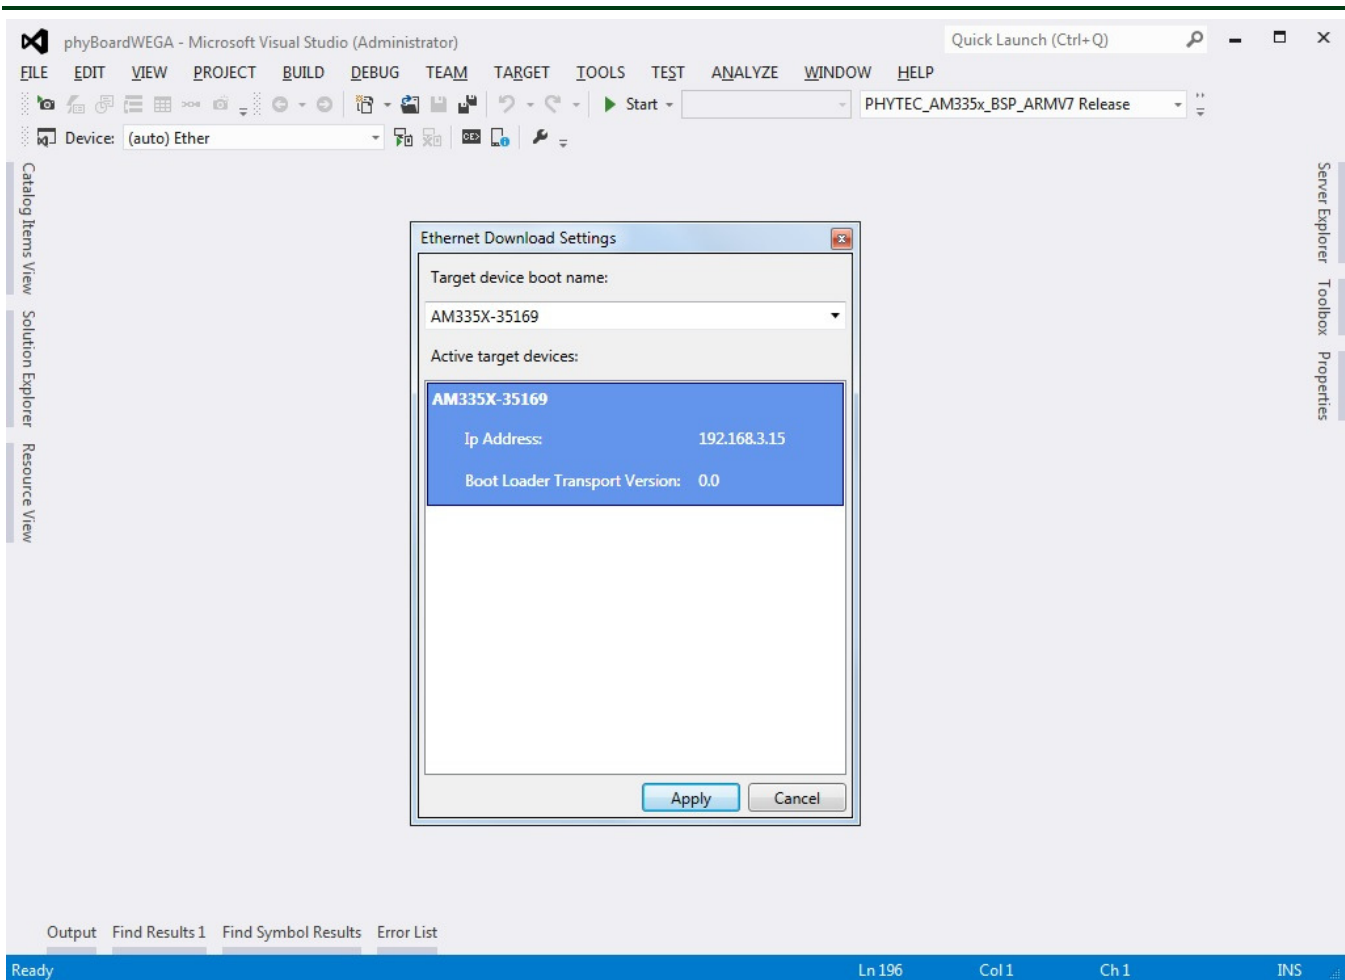 phyBoardWEGA - Microsoft Visual Studio (Administrator)
Quick Launch (Ctrl+Q)
FILE EDIT VIEW PROJECT BUILD DEBUG TEAM TARGET TOOLS TEST ANALYZE WINDOW HELP
Start
PHYTEC_AM335x_BSP_ARMV7 Release
Device: (auto) Ether
CE>
Catalog Items View
Solution Explorer
Resource View
Ethernet Download Settings
Target device boot name:
AM335X-35169
Active target devices:
AM335X-35169
Ip Address: 192.168.3.15
Boot Loader Transport Version: 0.0
Apply Cancel
Server Explorer
Toolbox
Properties
Output Find Results 1 Find Symbol Results Error List
Ready Ln 196 Col 1 Ch 1 INS